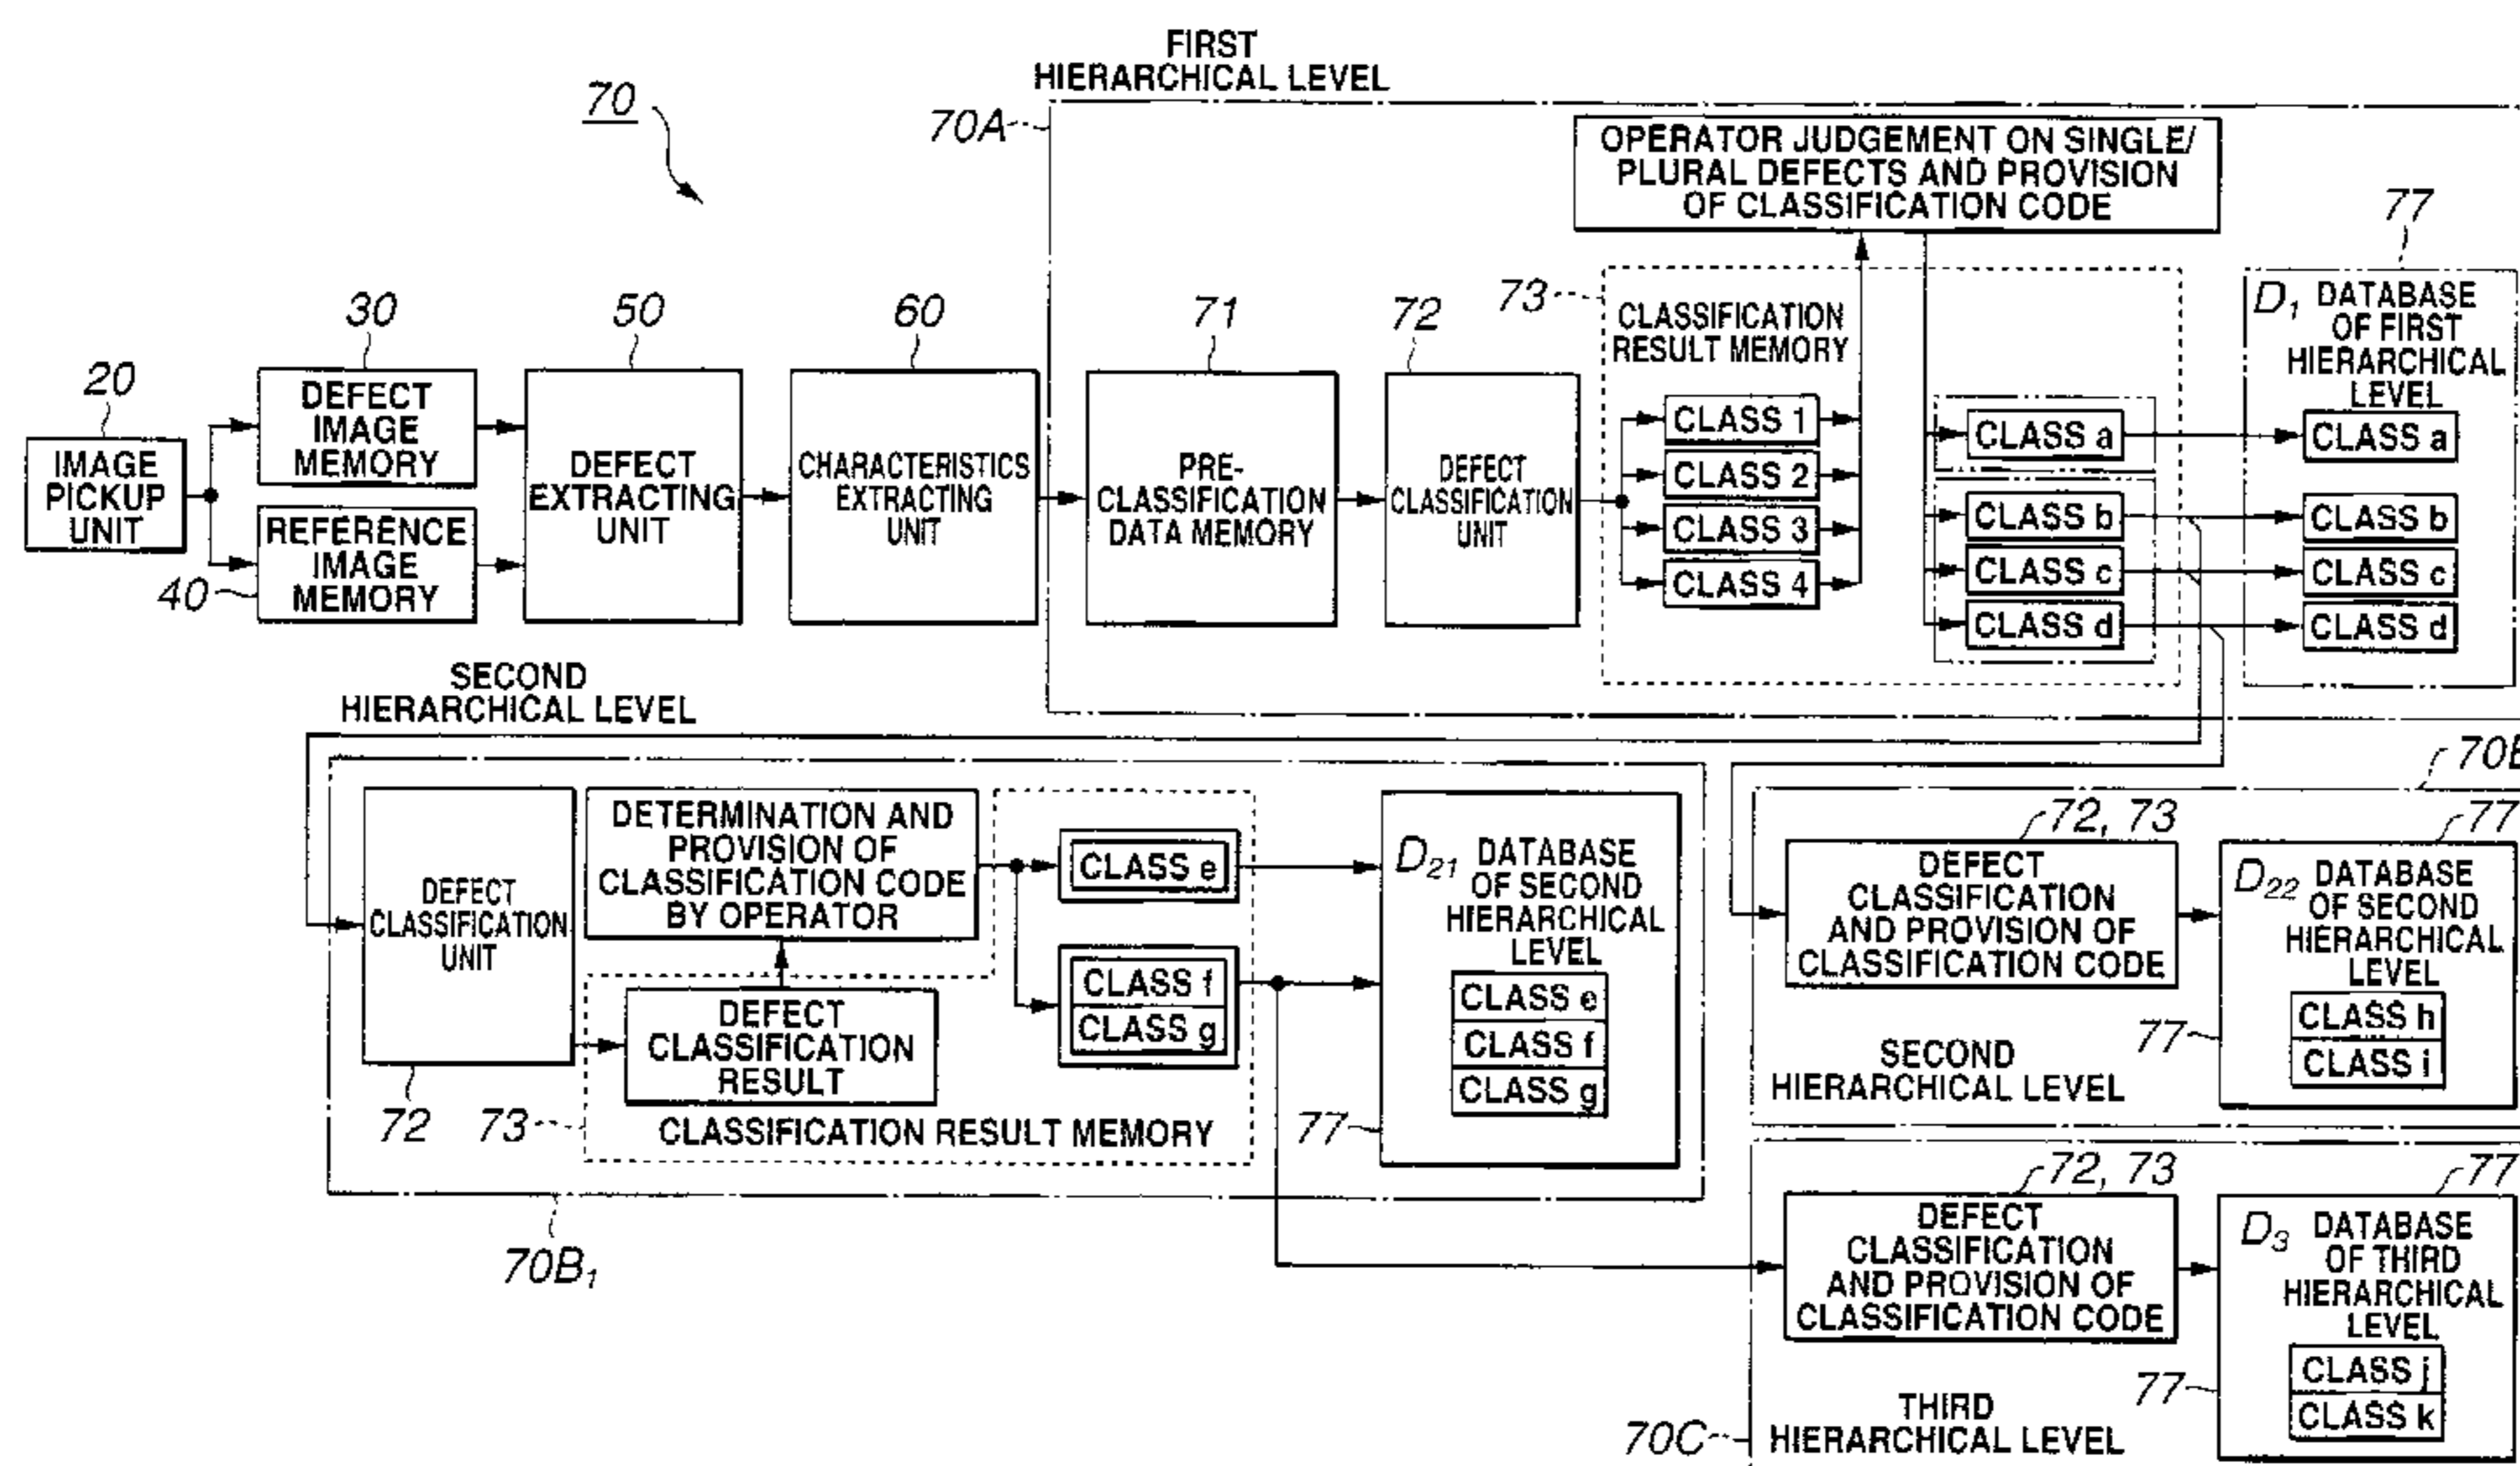 FIRST
HIERARCHICAL LEVEL
70
70A
OPERATOR JUDGEMENT ON SINGLE/
PLURAL DEFECTS AND PROVISION
OF CLASSIFICATION CODE
77
20
IMAGE
PICKUP
UNIT
30
DEFECT
IMAGE
MEMORY
REFERENCE
IMAGE
MEMORY
40
50
DEFECT
EXTRACTING
UNIT
60
CHARACTERISTICS
EXTRACTING
UNIT
71
PRE-
CLASSIFICATION
DATA MEMORY
72
DEFECT
CLASSIFICATION
UNIT
73
CLASSIFICATION
RESULT MEMORY
CLASS 1
CLASS 2
CLASS 3
CLASS 4
CLASS a
CLASS b
CLASS c
CLASS d
D1 DATABASE
OF FIRST
HIERARCHICAL
LEVEL
CLASS a
CLASS b
CLASS c
CLASS d
SECOND
HIERARCHICAL LEVEL
DEFECT
CLASSIFICATION
UNIT
72
DETERMINATION AND
PROVISION OF
CLASSIFICATION CODE
BY OPERATOR
DEFECT
CLASSIFICATION
RESULT
73
CLASSIFICATION RESULT MEMORY
CLASS e
CLASS f
CLASS g
D21 DATABASE
OF SECOND
HIERARCHICAL
LEVEL
CLASS e
CLASS f
CLASS g
77
70B1
70B
72, 73
DEFECT
CLASSIFICATION
AND PROVISION OF
CLASSIFICATION CODE
77
D22 DATABASE
OF SECOND
HIERARCHICAL
LEVEL
CLASS h
CLASS i
77
SECOND
HIERARCHICAL LEVEL
72, 73
DEFECT
CLASSIFICATION
AND PROVISION OF
CLASSIFICATION CODE
77
D3 DATABASE
OF THIRD
HIERARCHICAL
LEVEL
CLASS j
CLASS k
77
70C
THIRD
HIERARCHICAL LEVEL